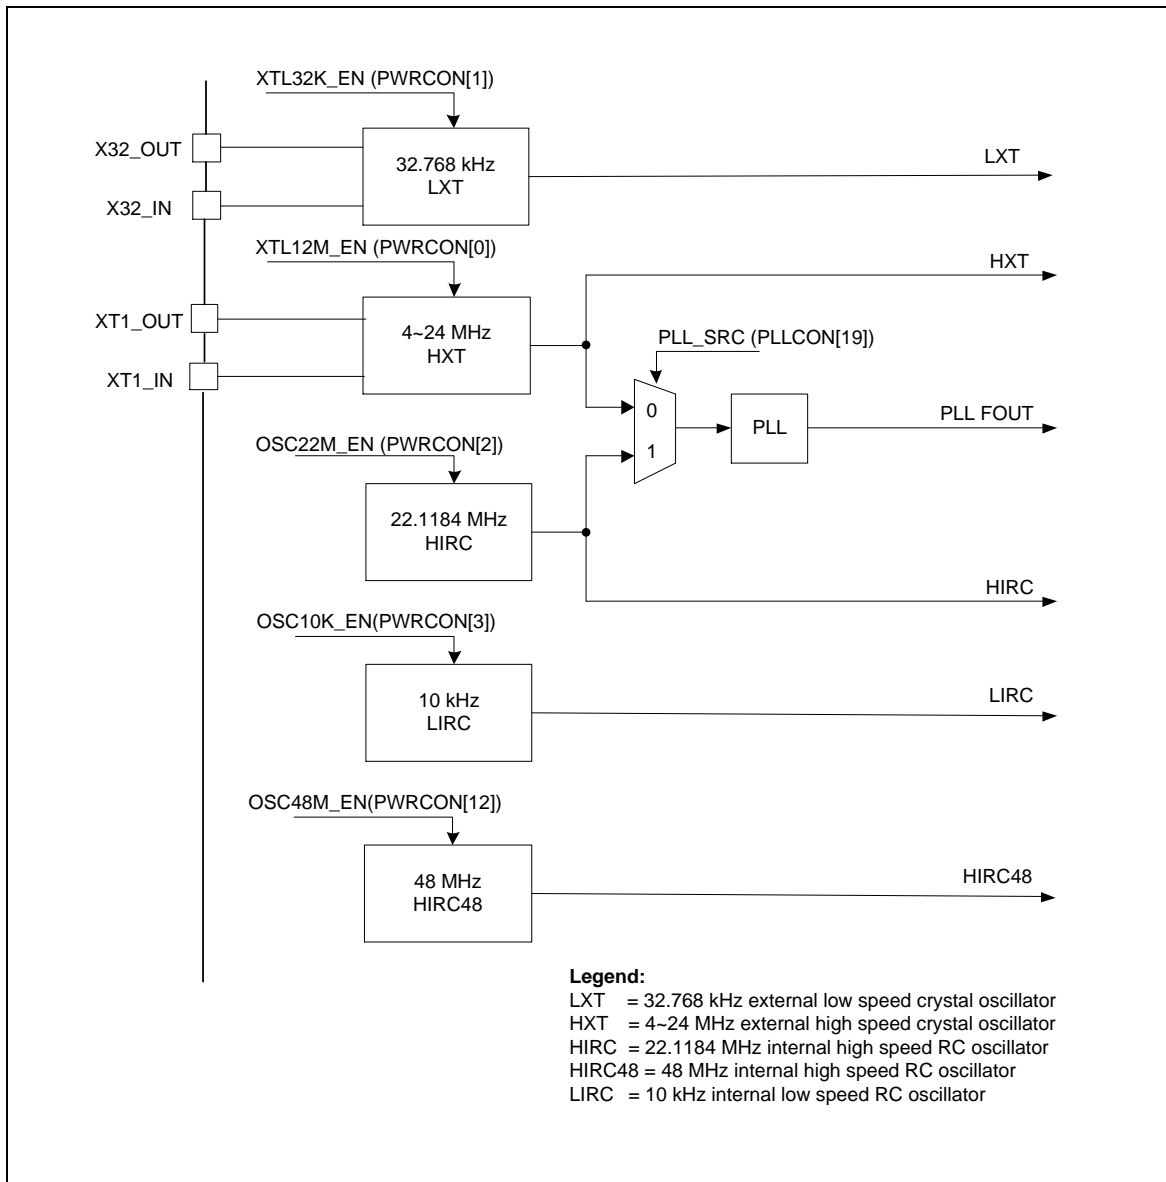 XTL32K_EN (PWRCON[1])
X32_OUT
32.768 kHz
LXT
LXT
X32_IN
XTL12M_EN (PWRCON[0])
HXT
XT1_OUT
4~24 MHz
HXT
PLL_SRC (PLLCON[19])
XT1_IN
0
1
PLL
PLL FOUT
OSC22M_EN (PWRCON[2])
22.1184 MHz
HIRC
HIRC
OSC10K_EN(PWRCON[3])
10 kHz
LIRC
LIRC
OSC48M_EN(PWRCON[12])
48 MHz
HIRC48
HIRC48
Legend:
LXT = 32.768 kHz external low speed crystal oscillator
HXT = 4~24 MHz external high speed crystal oscillator
HIRC = 22.1184 MHz internal high speed RC oscillator
HIRC48 = 48 MHz internal high speed RC oscillator
LIRC = 10 kHz internal low speed RC oscillator